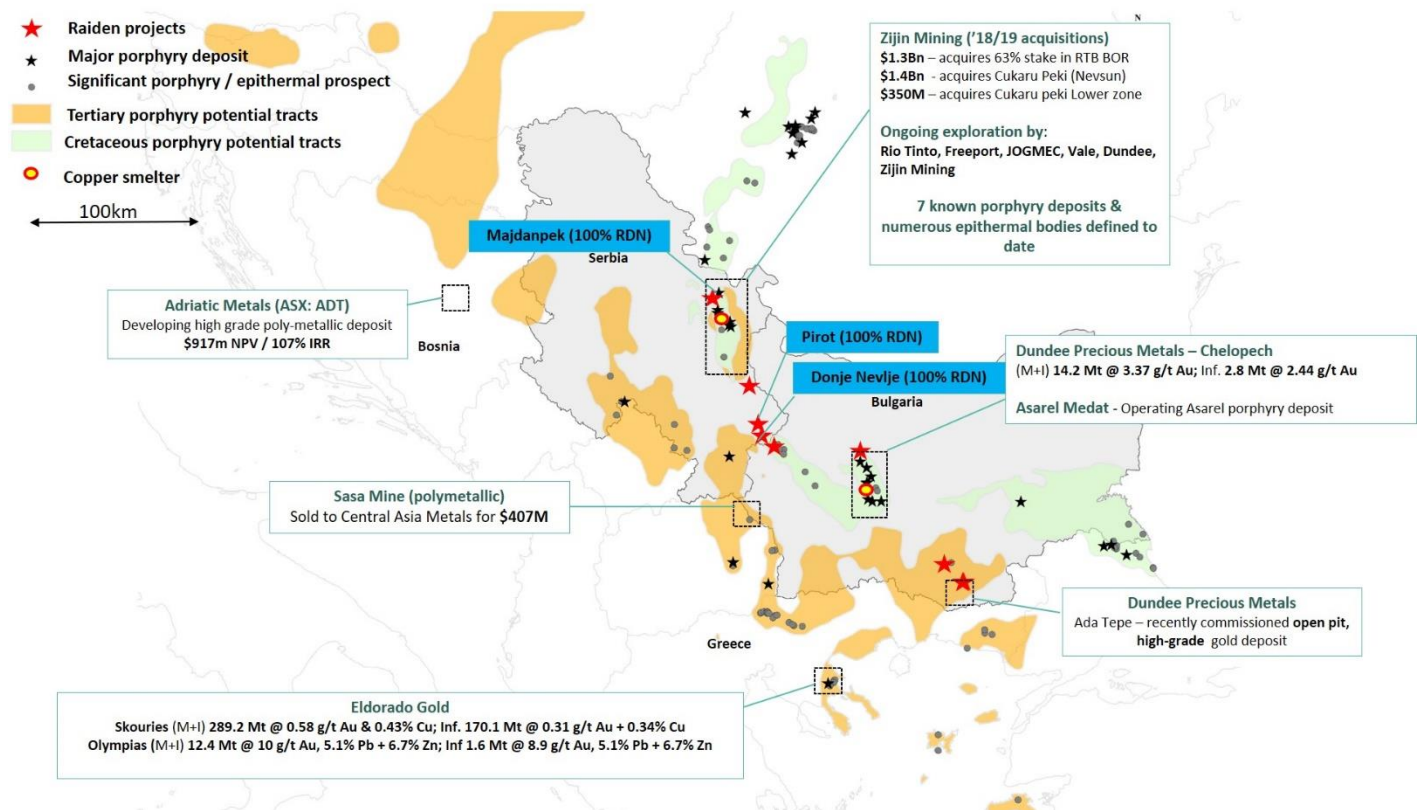 Raiden projects
Major porphyry deposit
Significant porphyry / epithermal prospect
Tertiary porphyry potential tracts
Cretaceous porphyry potential tracts
Copper smelter
100km
N
Zijin Mining ('18/19 acquisitions)
$1.3Bn – acquires 63% stake in RTB BOR
$1.4Bn - acquires Cukaru Peki (Nevsun)
$350M – acquires Cukaru peki Lower zone
Ongoing exploration by:
Rio Tinto, Freeport, JOGMEC, Vale, Dundee,
Zijin Mining
7 known porphyry deposits &
numerous epithermal bodies defined to
date
Majdanpek (100% RDN)
Serbia
Adriatic Metals (ASX: ADT)
Developing high grade poly-metallic deposit
$917m NPV / 107% IRR
Bosnia
Pirot (100% RDN)
Donje Nevlje (100% RDN)
Bulgaria
Dundee Precious Metals – Chelopech
(M+I) 14.2 Mt @ 3.37 g/t Au; Inf. 2.8 Mt @ 2.44 g/t Au
Asarel Medat - Operating Asarel porphyry deposit
Sasa Mine (polymetallic)
Sold to Central Asia Metals for $407M
Dundee Precious Metals
Ada Tepe – recently commissioned open pit,
high-grade gold deposit
Greece
Eldorado Gold
Skouries (M+I) 289.2 Mt @ 0.58 g/t Au & 0.43% Cu; Inf. 170.1 Mt @ 0.31 g/t Au + 0.34% Cu
Olympias (M+I) 12.4 Mt @ 10 g/t Au, 5.1% Pb + 6.7% Zn; Inf 1.6 Mt @ 8.9 g/t Au, 5.1% Pb + 6.7% Zn